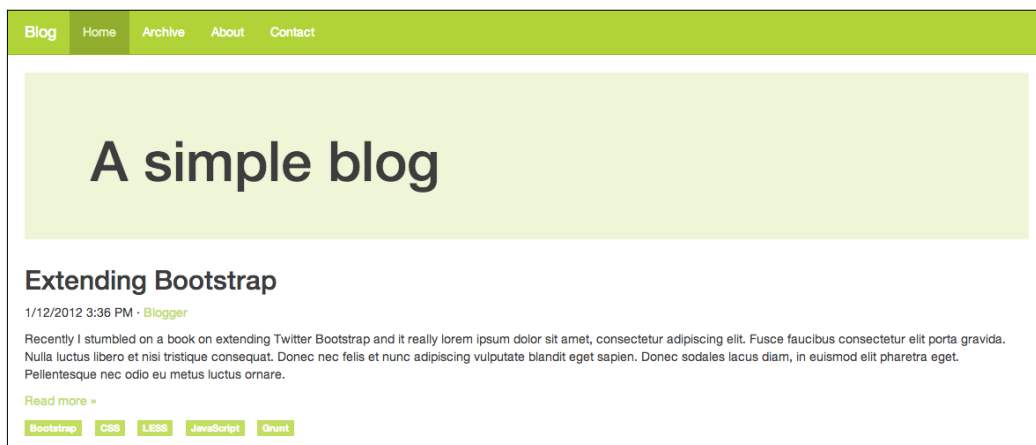 Blog Home Archive About Contact
A simple blog
Extending Bootstrap
1/12/2012 3:36 PM · Blogger
Recently I stumbled on a book on extending Twitter Bootstrap and it really lorem ipsum dolor sit amet, consectetur adipiscing elit. Fusce faucibus consectetur elit porta gravida.
Nulla luctus libero et nisi tristique consequat. Donec nec felis et nunc adipiscing vulputate blandit eget sapien. Donec sodales lacus diam, in euismod elit pharetra eget.
Pellentesque nec odio eu metus luctus ornare.
Read more »
Bootstrap CSS LESS JavaScript Grunt